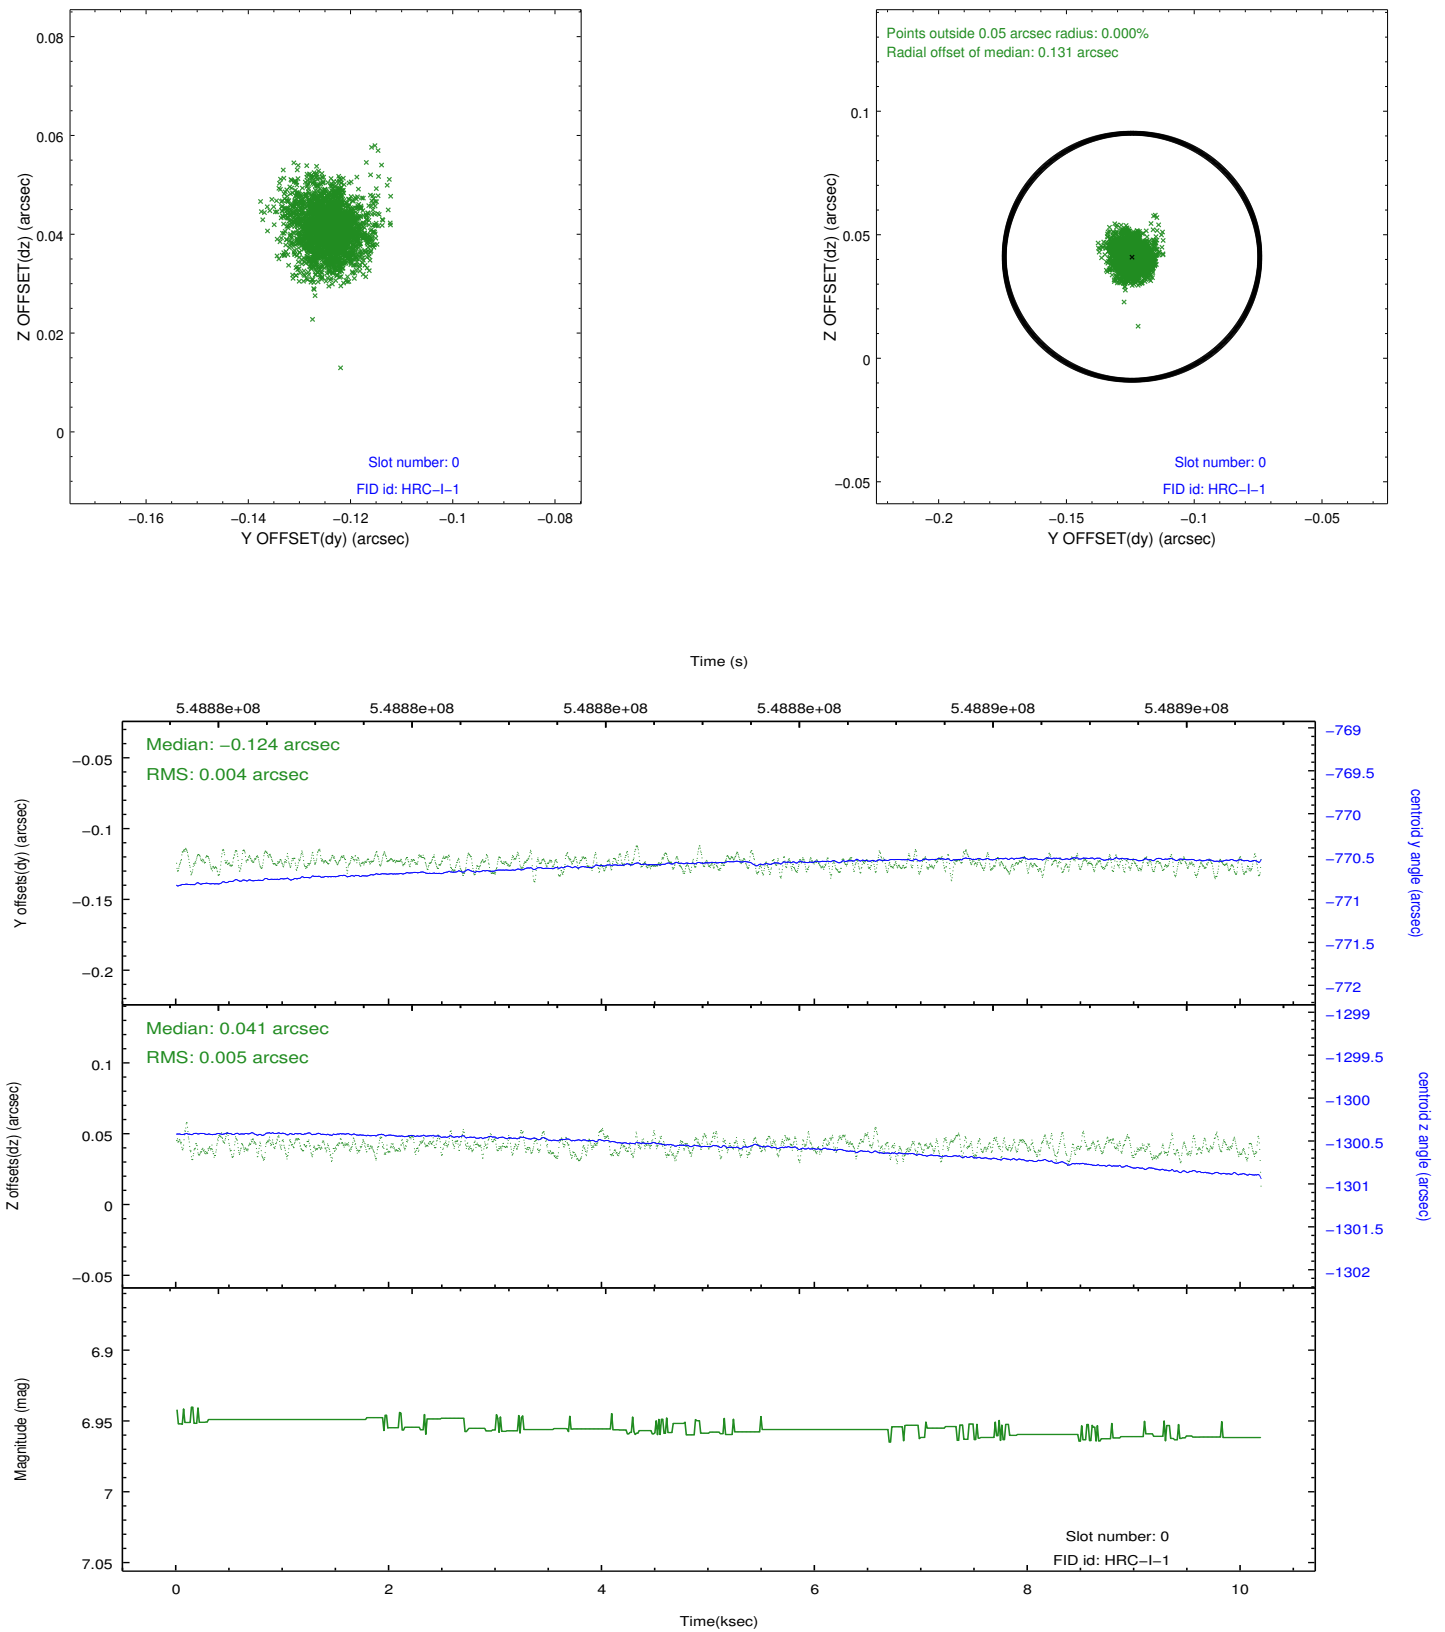 0.08
0.06
0.04
0.02
0
Z OFFSET(dz) (arcsec)
Slot number: 0
FID id: HRC−I−1
−0.16 −0.14 −0.12 −0.1 −0.08
Y OFFSET(dy) (arcsec)
Points outside 0.05 arcsec radius: 0.000%
Radial offset of median: 0.131 arcsec
0.1
0.05
0
−0.05
Z OFFSET(dz) (arcsec)
Slot number: 0
FID id: HRC−I−1
−0.2 −0.15 −0.1 −0.05
Y OFFSET(dy) (arcsec)
Time (s)
5.4888e+08 5.4888e+08 5.4888e+08 5.4888e+08 5.4889e+08 5.4889e+08
Median: −0.124 arcsec
RMS: 0.004 arcsec
−0.05
−0.1
−0.15
−0.2
Y offsets(dy) (arcsec)
−769
−769.5
−770
−770.5
−771
−771.5
−772
centroid y angle (arcsec)
Median: 0.041 arcsec
RMS: 0.005 arcsec
0.1
0.05
0
−0.05
Z offsets(dz) (arcsec)
−1299
−1299.5
−1300
−1300.5
−1301
−1301.5
−1302
centroid z angle (arcsec)
6.9
6.95
7
7.05
Magnitude (mag)
Slot number: 0
FID id: HRC−I−1
0 2 4 6 8 10
Time(ksec)